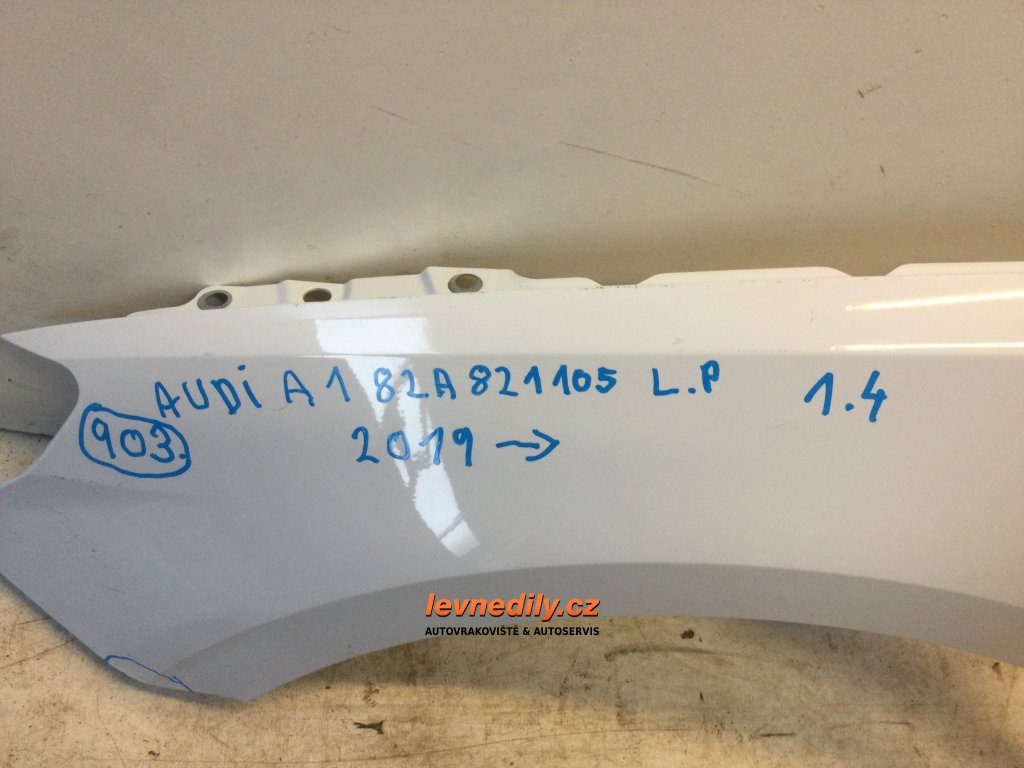 AUDi A1 82A821105 L.P 1.4
903.
2019 →
levnedily.cz
AUTOVRAKOVIŠTĚ & AUTOSERVIS